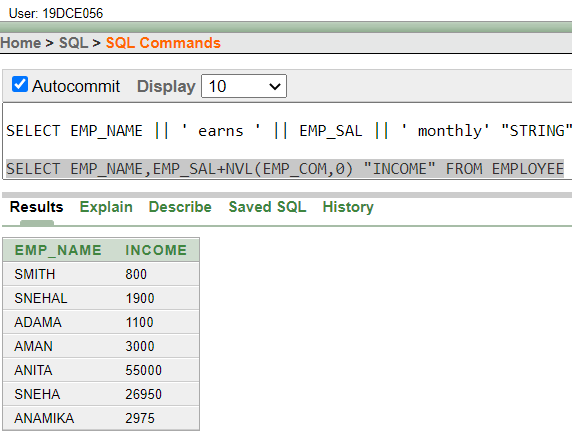 User: 19DCE056
Home > SQL > SQL Commands
Autocommit Display 10
SELECT EMP_NAME || ' earns ' || EMP_SAL || ' monthly' "STRING"
SELECT EMP_NAME,EMP_SAL+NVL(EMP_COM,0) "INCOME" FROM EMPLOYEE
Results Explain Describe Saved SQL History
EMP_NAME INCOME
SMITH 800
SNEHAL 1900
ADAMA 1100
AMAN 3000
ANITA 55000
SNEHA 26950
ANAMIKA 2975